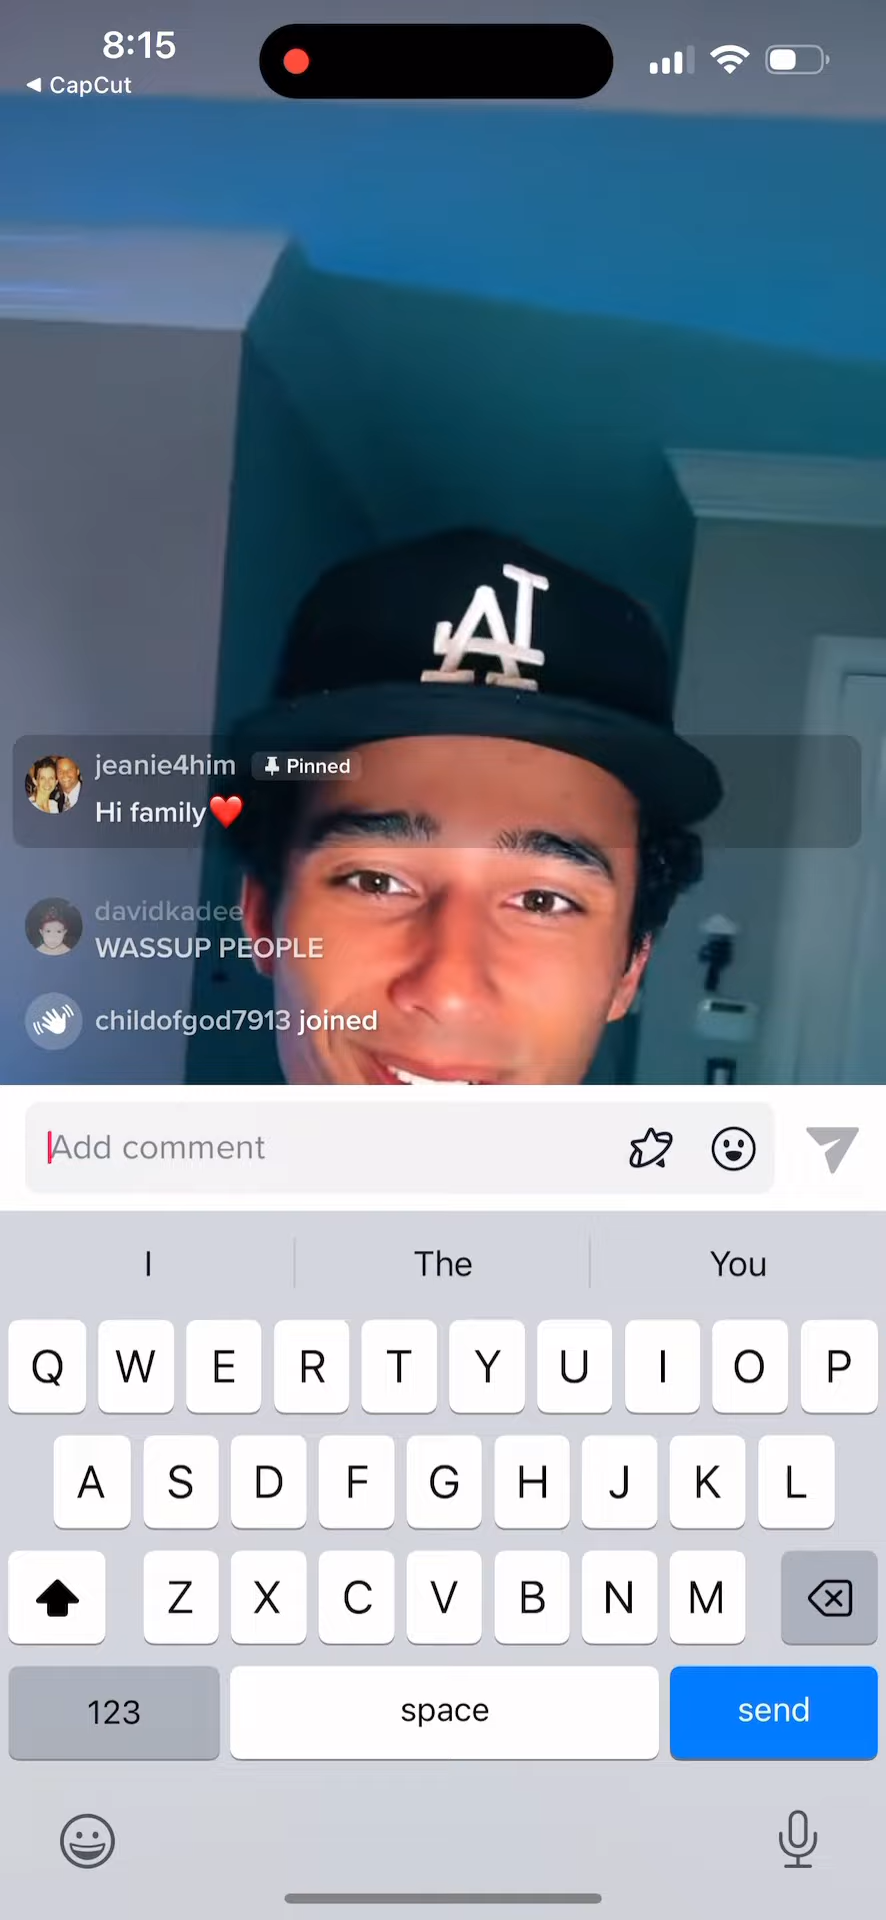 8:15
CapCut
AI
jeanie4him Pinned
Hi family❤️
davidkadee
WASSUP PEOPLE
childofgod7913 joined
Add comment
I The You
Q W E R T Y U I O P
A S D F G H J K L
Z X C V B N M
123 space send